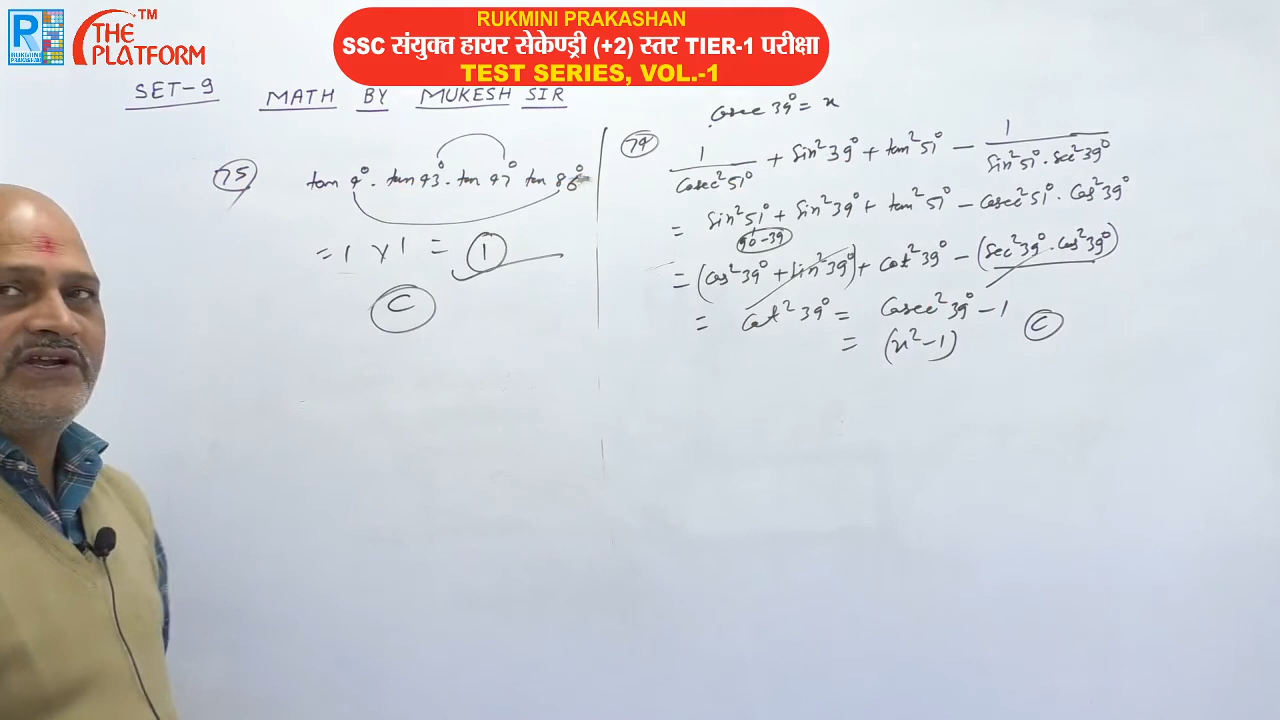 RUKMINI PRAKASHAN
SSC संयुक्त हायर सेकेण्ड्री (+2) स्तर TIER-1 परीक्षा
TEST SERIES, VOL.-1
R
RUKMINI PRAKASHAN
THE PLATFORM™
SET-9 MATH BY MUKESH SIR
75 tan 4° . tan 43° . tan 47° tan 86°
= 1 × 1 = 1
C
cosec 39° = x
74 1/cosec²51° + sin²39° + tan²51° − 1/sin²51°.sec²39°
= sin²51° + sin²39° + tan²51° − cosec²51° . cos²39°
90-39
= (cos²39° + sin²39°) + cot²39° − (sec²39° . cos²39°)
= cot²39° = cosec²39° − 1
= (x²−1) C